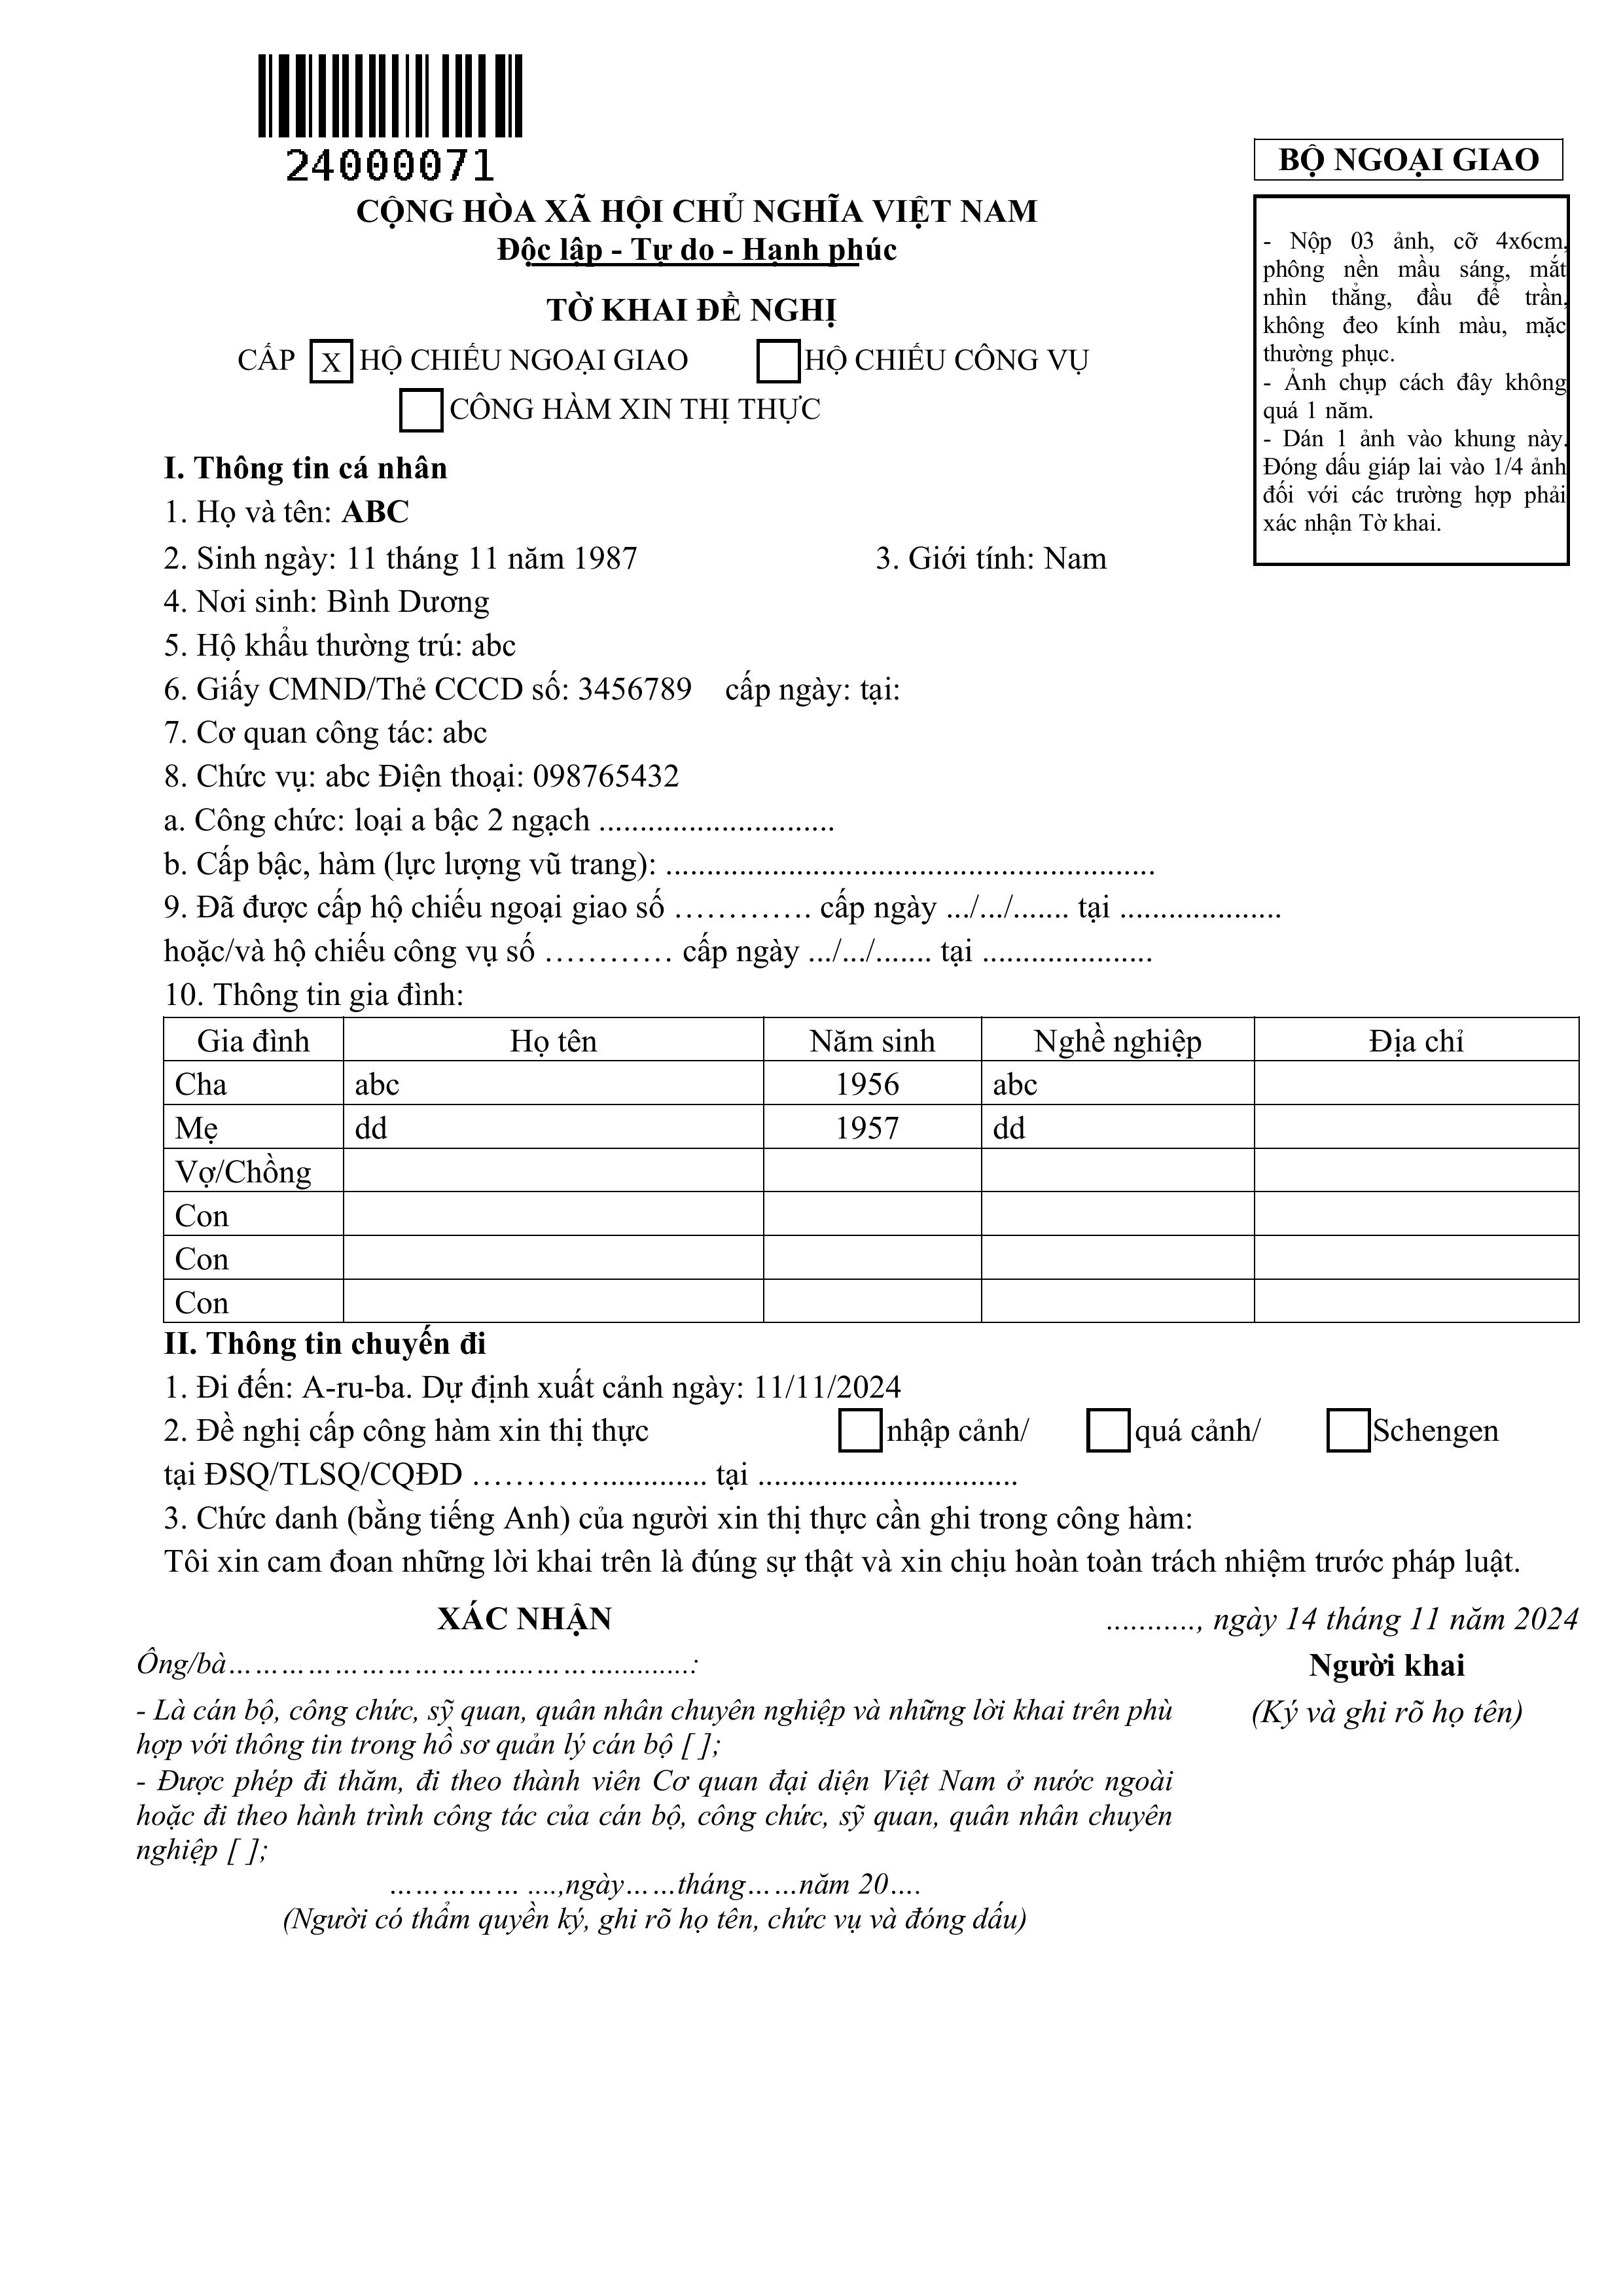 24000071
BỘ NGOẠI GIAO
CỘNG HÒA XÃ HỘI CHỦ NGHĨA VIỆT NAM
Độc lập - Tự do - Hạnh phúc
- Nộp 03 ảnh, cỡ 4x6cm,
phông nền mầu sáng, mắt
nhìn thẳng, đầu để trần,
không đeo kính màu, mặc
thường phục.
- Ảnh chụp cách đây không
quá 1 năm.
- Dán 1 ảnh vào khung này.
Đóng dấu giáp lai vào 1/4 ảnh
đối với các trường hợp phải
xác nhận Tờ khai.
TỜ KHAI ĐỀ NGHỊ
CẤP X HỘ CHIẾU NGOẠI GIAO HỘ CHIẾU CÔNG VỤ
CÔNG HÀM XIN THỊ THỰC
I. Thông tin cá nhân
1. Họ và tên: ABC
2. Sinh ngày: 11 tháng 11 năm 1987 3. Giới tính: Nam
4. Nơi sinh: Bình Dương
5. Hộ khẩu thường trú: abc
6. Giấy CMND/Thẻ CCCD số: 3456789 cấp ngày: tại:
7. Cơ quan công tác: abc
8. Chức vụ: abc Điện thoại: 098765432
a. Công chức: loại a bậc 2 ngạch .............................
b. Cấp bậc, hàm (lực lượng vũ trang): ............................................................
9. Đã được cấp hộ chiếu ngoại giao số …………. cấp ngày .../.../....... tại ....................
hoặc/và hộ chiếu công vụ số ………… cấp ngày .../.../....... tại .....................
10. Thông tin gia đình:
Gia đình Họ tên Năm sinh Nghề nghiệp Địa chỉ
Cha abc 1956 abc
Mẹ dd 1957 dd
Vợ/Chồng
Con
Con
Con
II. Thông tin chuyến đi
1. Đi đến: A-ru-ba. Dự định xuất cảnh ngày: 11/11/2024
2. Đề nghị cấp công hàm xin thị thực nhập cảnh/ quá cảnh/ Schengen
tại ĐSQ/TLSQ/CQĐD …………............. tại ................................
3. Chức danh (bằng tiếng Anh) của người xin thị thực cần ghi trong công hàm:
Tôi xin cam đoan những lời khai trên là đúng sự thật và xin chịu hoàn toàn trách nhiệm trước pháp luật.
XÁC NHẬN
Ông/bà……………………………..………...........:
- Là cán bộ, công chức, sỹ quan, quân nhân chuyên nghiệp và những lời khai trên phù
hợp với thông tin trong hồ sơ quản lý cán bộ [ ];
- Được phép đi thăm, đi theo thành viên Cơ quan đại diện Việt Nam ở nước ngoài
hoặc đi theo hành trình công tác của cán bộ, công chức, sỹ quan, quân nhân chuyên
nghiệp [ ];
…………… ….,ngày……tháng……năm 20….
(Người có thẩm quyền ký, ghi rõ họ tên, chức vụ và đóng dấu)
..........., ngày 14 tháng 11 năm 2024
Người khai
(Ký và ghi rõ họ tên)